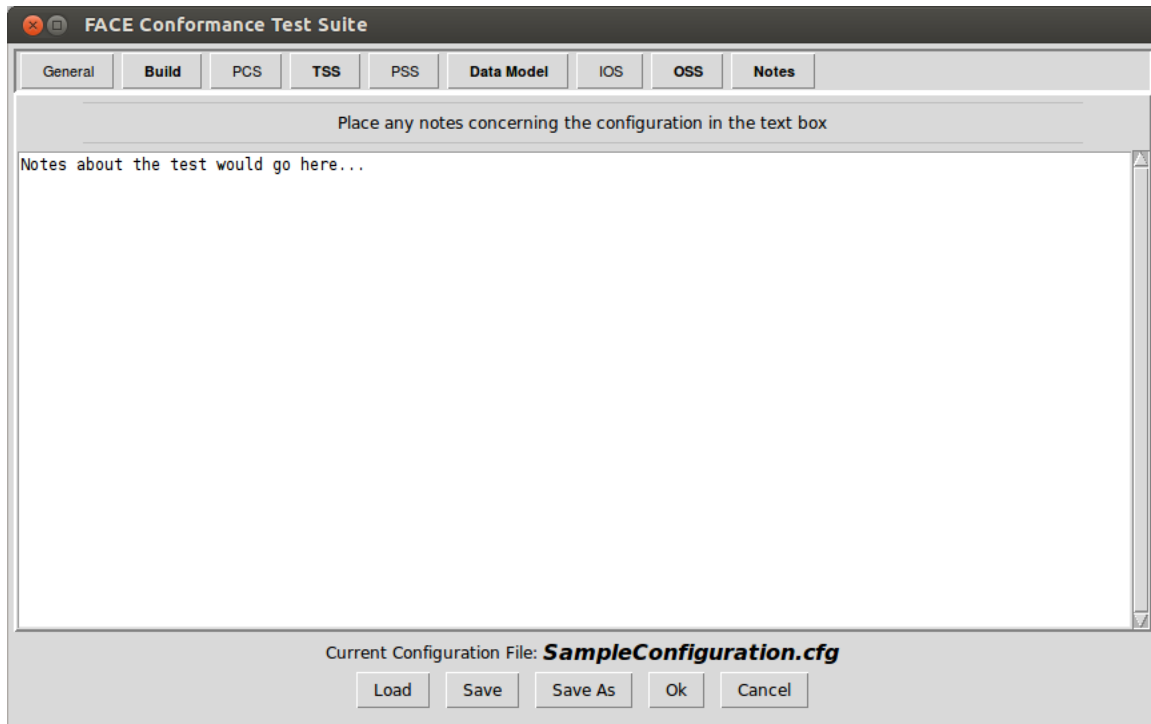 FACE Conformance Test Suite
General Build PCS TSS PSS Data Model IOS OSS Notes
Place any notes concerning the configuration in the text box
Notes about the test would go here...
Current Configuration File: SampleConfiguration.cfg
Load Save Save As Ok Cancel